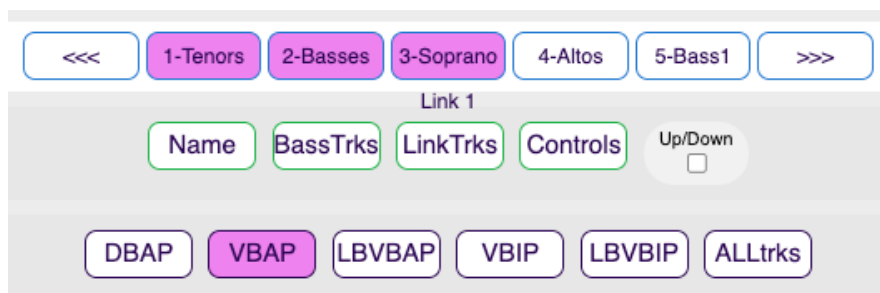 <<< 1-Tenors 2-Basses 3-Soprano 4-Altos 5-Bass1 >>>
Link 1
Name BassTrks LinkTrks Controls Up/Down
DBAP VBAP LBVBAP VBIP LBVBIP ALLtrks